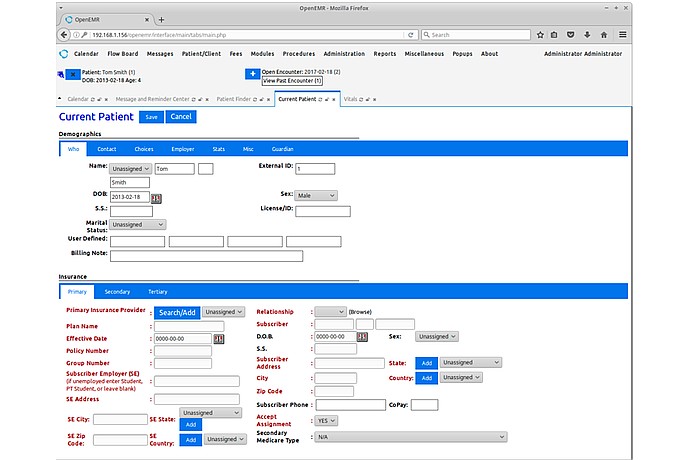 OpenEMR - Mozilla Firefox
OpenEMR
192.168.1.156/openemr/interface/main/tabs/main.php
Search
Calendar Flow Board Messages Patient/Client Fees Modules Procedures Administration Reports Miscellaneous Popups About Administrator Administrator
Patient: Tom Smith (1)
DOB: 2013-02-18 Age: 4
Open Encounter: 2017-02-18 (2)
View Past Encounter (1)
Calendar Message and Reminder Center Patient Finder Current Patient Vitals
Current Patient Save Cancel
Demographics
Who Contact Choices Employer Stats Misc Guardian
Name: Unassigned Tom External ID: 1
Smith
DOB: 2013-02-18 Sex: Male
S.S.: License/ID:
Marital Status: Unassigned
User Defined:
Billing Note:
Insurance
Primary Secondary Tertiary
Primary Insurance Provider : Search/Add Unassigned Relationship : (Browse)
Plan Name : Subscriber :
Effective Date : 0000-00-00 D.O.B. : 0000-00-00 Sex: Unassigned
Policy Number : S.S. :
Group Number : Subscriber Address : State: Add Unassigned
Subscriber Employer (SE)
(if unemployed enter Student,
PT Student, or leave blank) : City : Country: Add Unassigned
SE Address : Zip Code :
Subscriber Phone : CoPay:
SE City: SE State: Unassigned Add Accept Assignment : YES
SE Zip Code: SE Country: Add Unassigned Secondary Medicare Type : N/A